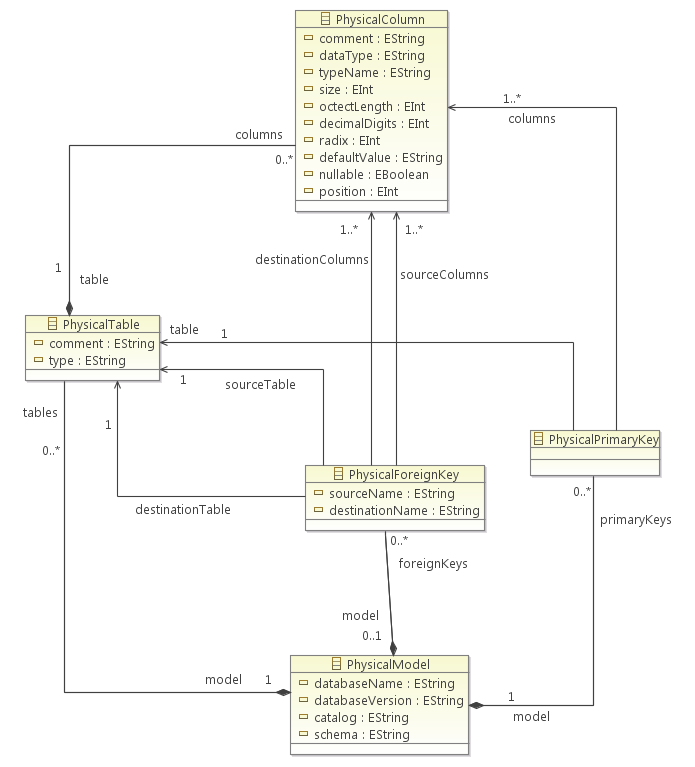 PhysicalColumn
comment : EString
dataType : EString
typeName : EString
size : EInt
octectLength : EInt
decimalDigits : EInt
radix : EInt
defaultValue : EString
nullable : EBoolean
position : EInt
1..*
columns
columns
0..*
1..*
1..*
destinationColumns
sourceColumns
1
table
PhysicalTable
comment : EString
type : EString
table
1
1
sourceTable
tables
0..*
1
destinationTable
PhysicalPrimaryKey
PhysicalForeignKey
sourceName : EString
destinationName : EString
0..*
primaryKeys
0..*
foreignKeys
model
0..1
PhysicalModel
databaseName : EString
databaseVersion : EString
catalog : EString
schema : EString
model
1
1
model